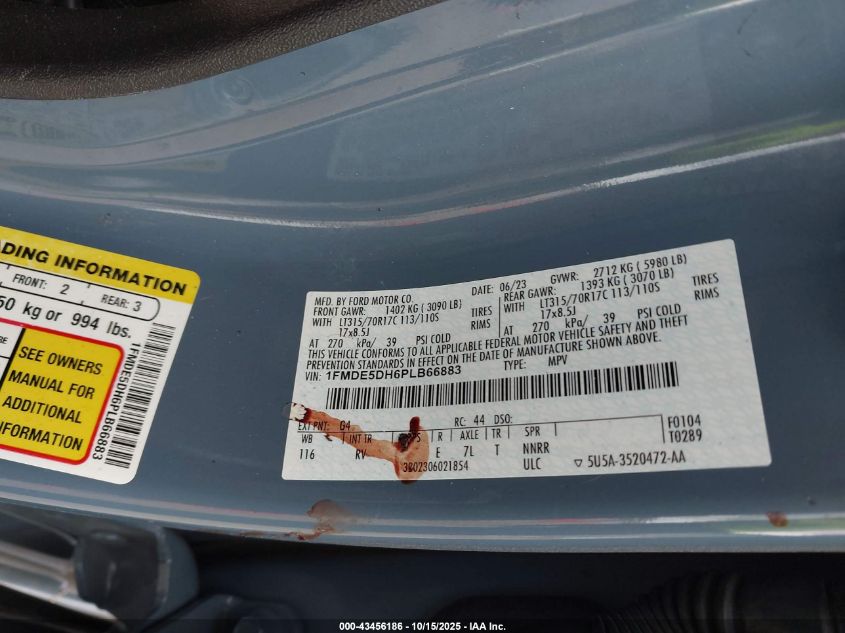 ADING INFORMATION
FRONT: 2
REAR: 3
50 kg or 994 lbs.
SEE OWNERS
MANUAL FOR
ADDITIONAL
INFORMATION
1FMDE5DH6PLB66883
MFD. BY FORD MOTOR CO.
DATE: 06/23
GVWR: 2712 KG ( 5980 LB)
FRONT GAWR: 1402 KG ( 3090 LB)
REAR GAWR: 1393 KG ( 3070 LB)
WITH LT315/70R17C 113/110S TIRES
WITH LT315/70R17C 113/110S TIRES
17x8.5J RIMS
17x8.5J RIMS
AT 270 kPa/ 39 PSI COLD
AT 270 kPa/ 39 PSI COLD
THIS VEHICLE CONFORMS TO ALL APPLICABLE FEDERAL MOTOR VEHICLE SAFETY AND THEFT
PREVENTION STANDARDS IN EFFECT ON THE DATE OF MANUFACTURE SHOWN ABOVE.
VIN: 1FMDE5DH6PLB66883
TYPE: MPV
EXT PNT: G4 RC: 44 DSO:
F0104
T0289
WB INT TR R AXLE TR SPR
116 RV E 7L T NNRR
ULC
5U5A-3520472-AA
000-43456186 - 10/15/2025 - IAA Inc.